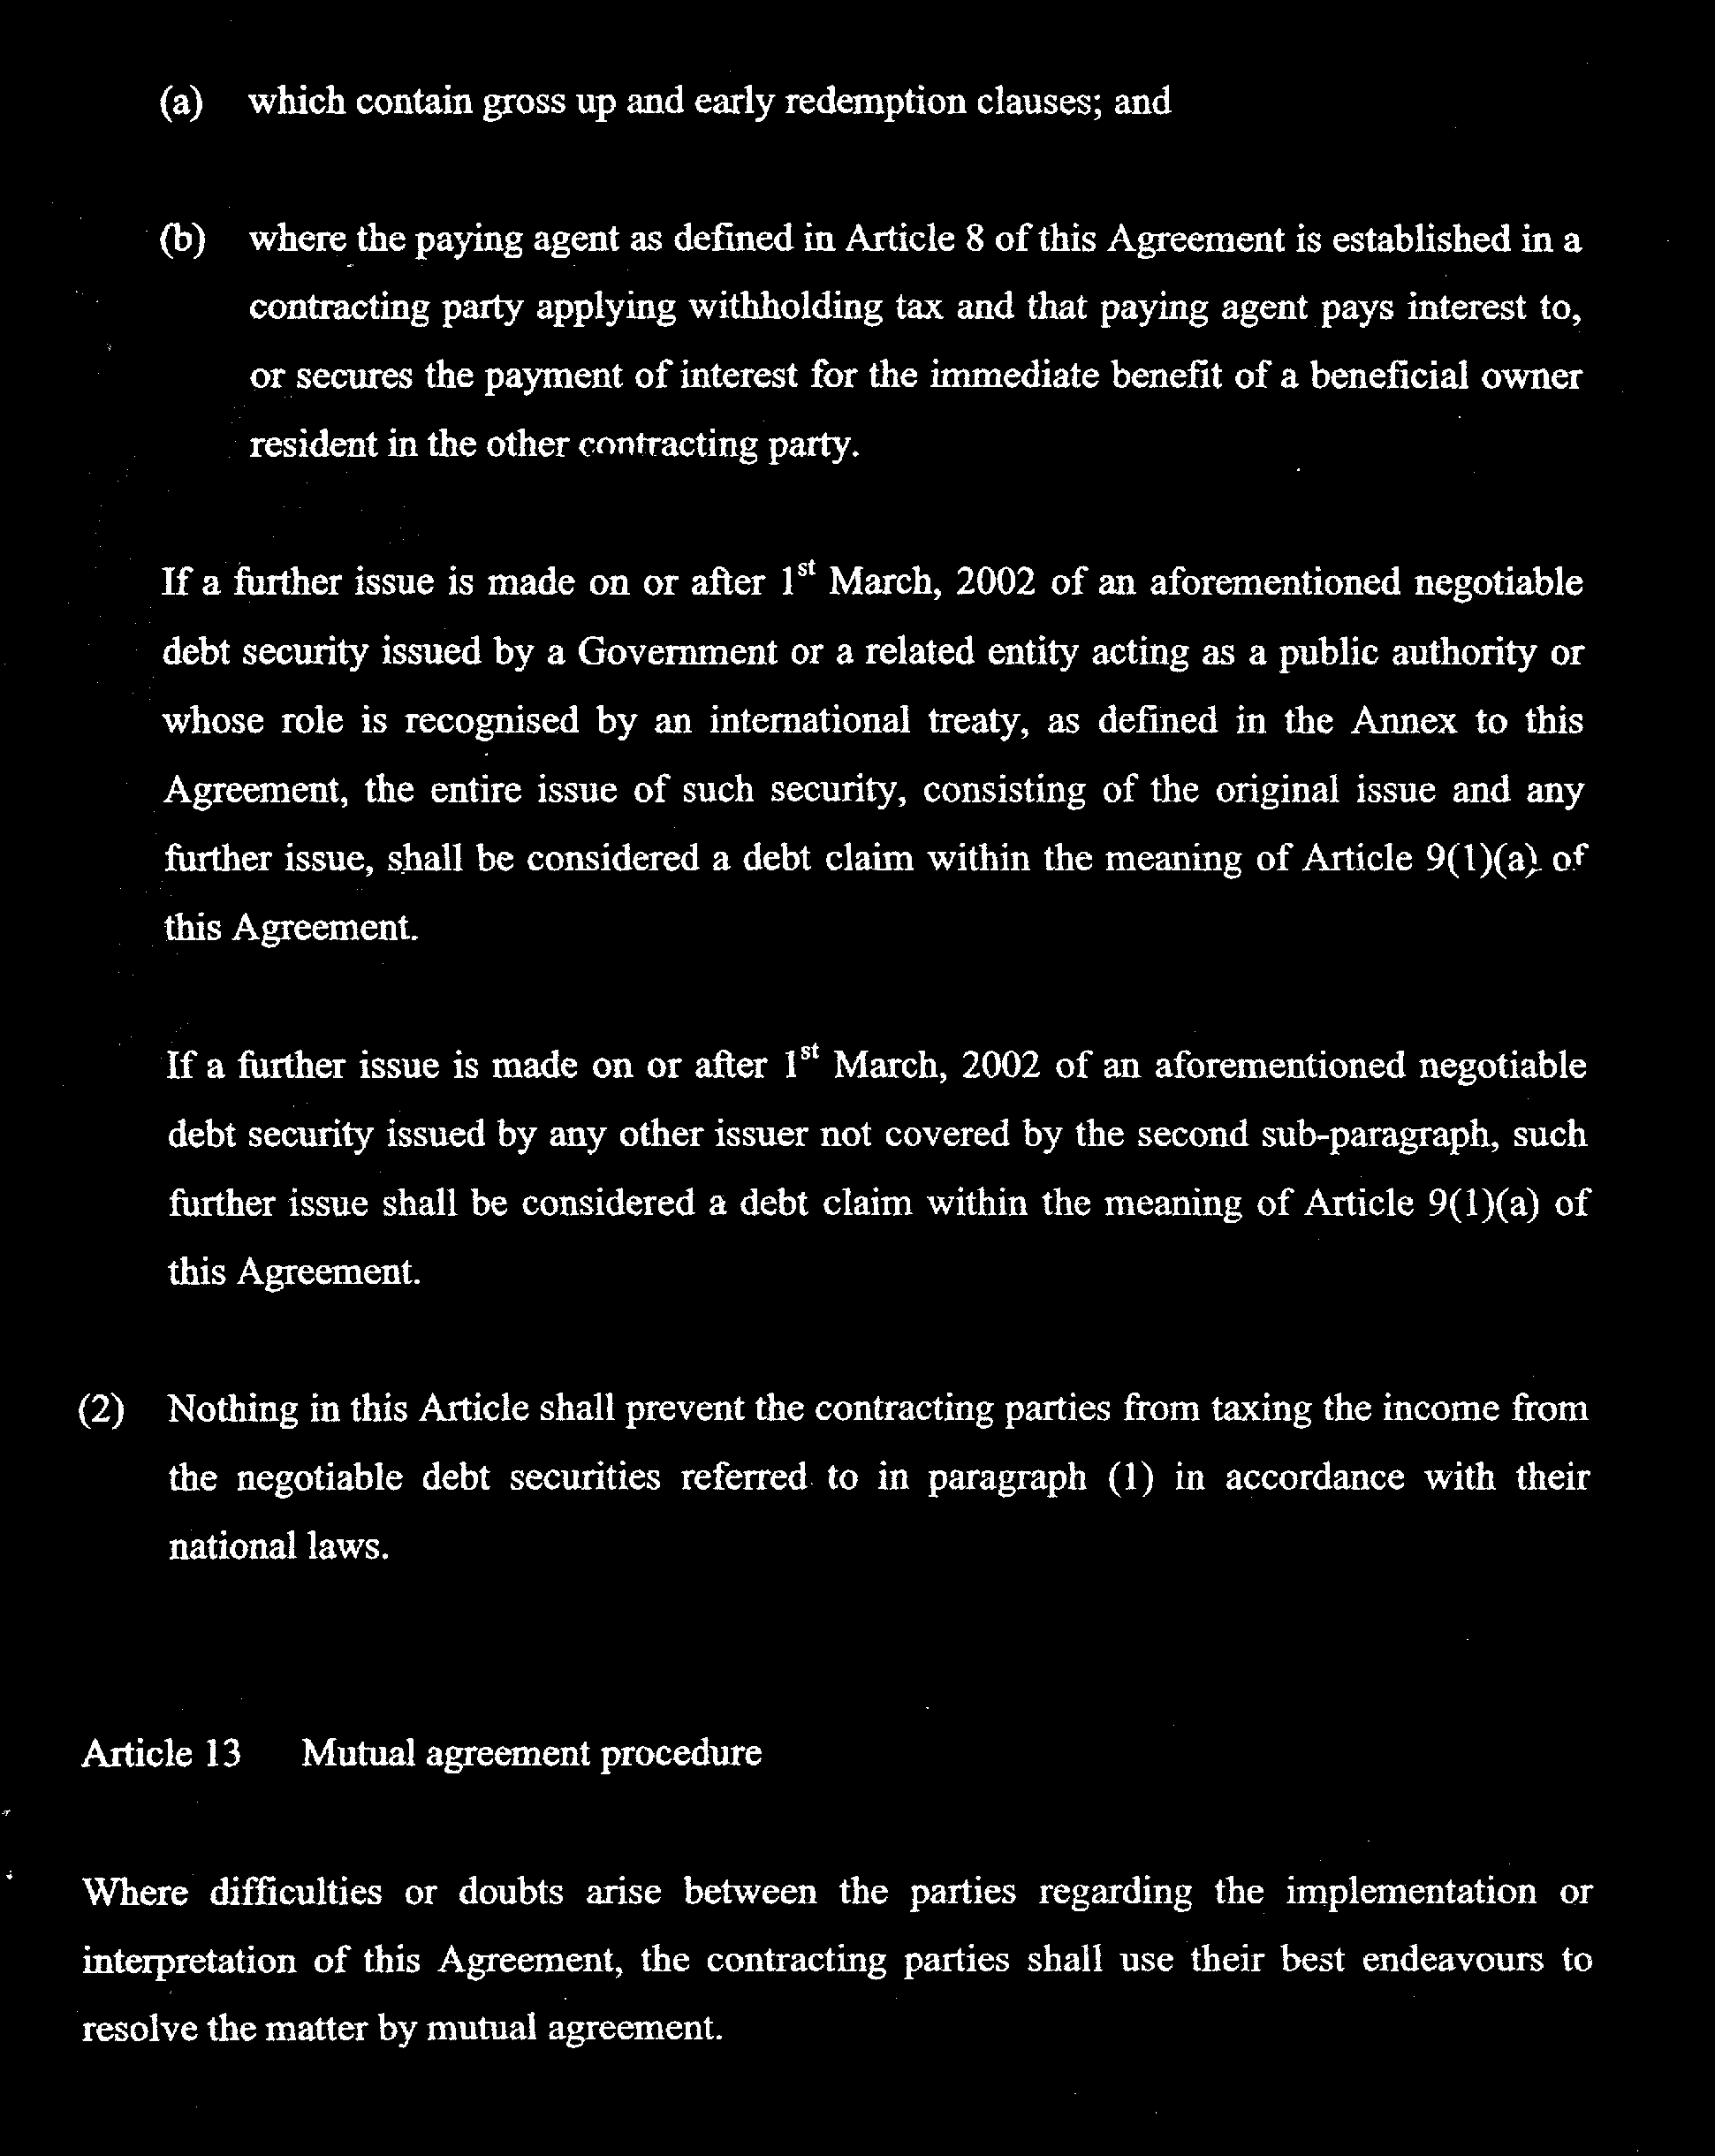 (a) which contain gross up and early redemption clauses; and
(b) where the paying agent as defined in Article 8 of this Agreement is established in a
contracting party applying withholding tax and that paying agent pays interest to,
or secures the payment of interest for the immediate benefit of a beneficial owner
resident in the other contracting party.
If a further issue is made on or after 1st March, 2002 of an aforementioned negotiable
debt security issued by a Government or a related entity acting as a public authority or
whose role is recognised by an international treaty, as defined in the Annex to this
Agreement, the entire issue of such security, consisting of the original issue and any
further issue, shall be considered a debt claim within the meaning of Article 9(1)(a) of
this Agreement.
If a further issue is made on or after 1st March, 2002 of an aforementioned negotiable
debt security issued by any other issuer not covered by the second sub-paragraph, such
further issue shall be considered a debt claim within the meaning of Article 9(1)(a) of
this Agreement.
(2) Nothing in this Article shall prevent the contracting parties from taxing the income from
the negotiable debt securities referred to in paragraph (1) in accordance with their
national laws.
Article 13 Mutual agreement procedure
Where difficulties or doubts arise between the parties regarding the implementation or
interpretation of this Agreement, the contracting parties shall use their best endeavours to
resolve the matter by mutual agreement.